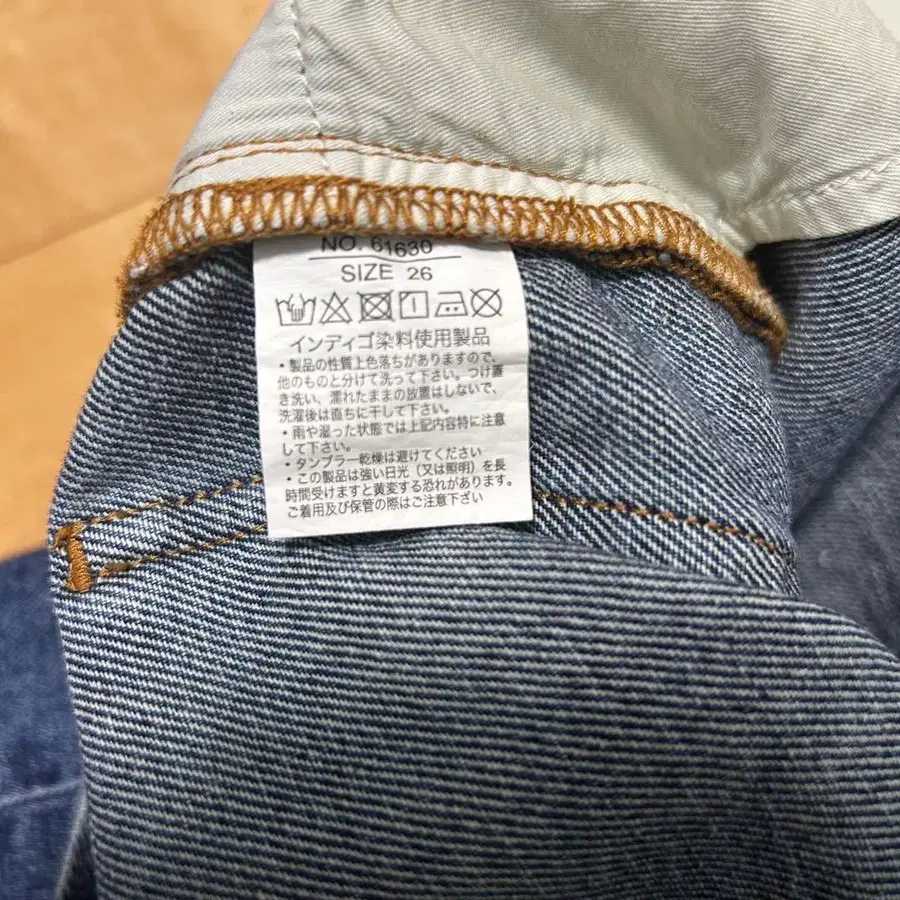 NO. 61630
SIZE 26
インディゴ染料使用製品
・製品の性質上色落ちがありますので、
他のものと分けて洗って下さい。つけ置
き洗い、濡れたままの放置はしないで、
洗濯後は直ちに干して下さい。
・雨や湿った状態では上記内容特に注意
して下さい。
・タンブラー乾燥は避けてください
・この製品は強い日光（又は照明）を長
時間受けますと黄変する恐れがあります。
ご着用及び保管の際はご注意下さい